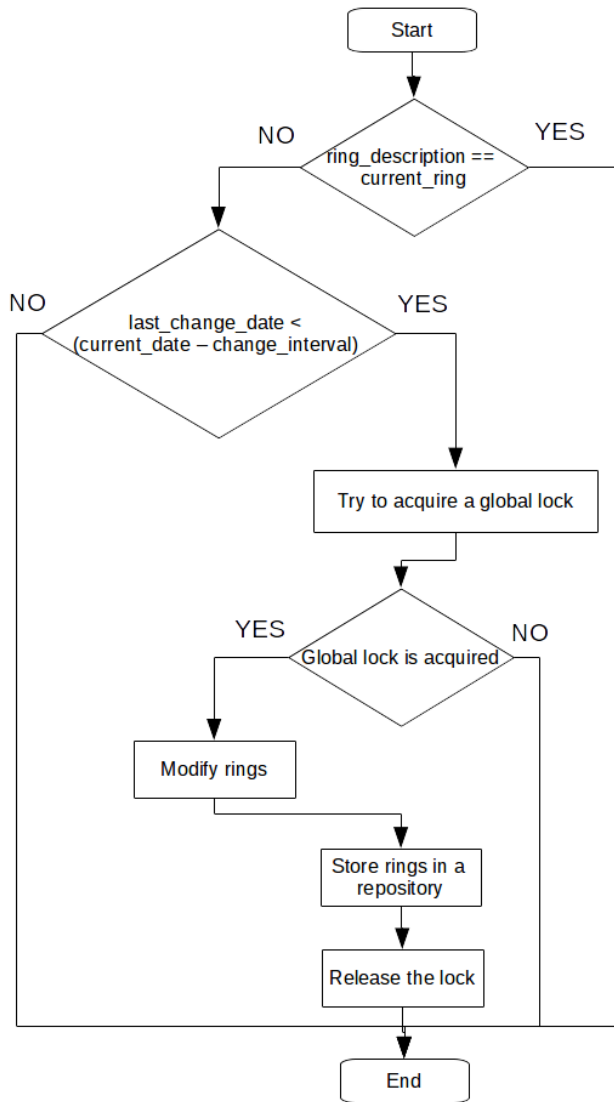 Start
NO
YES
ring_description ==
current_ring
NO
YES
last_change_date <
(current_date – change_interval)
Try to acquire a global lock
YES
NO
Global lock is acquired
Modify rings
Store rings in a
repository
Release the lock
End